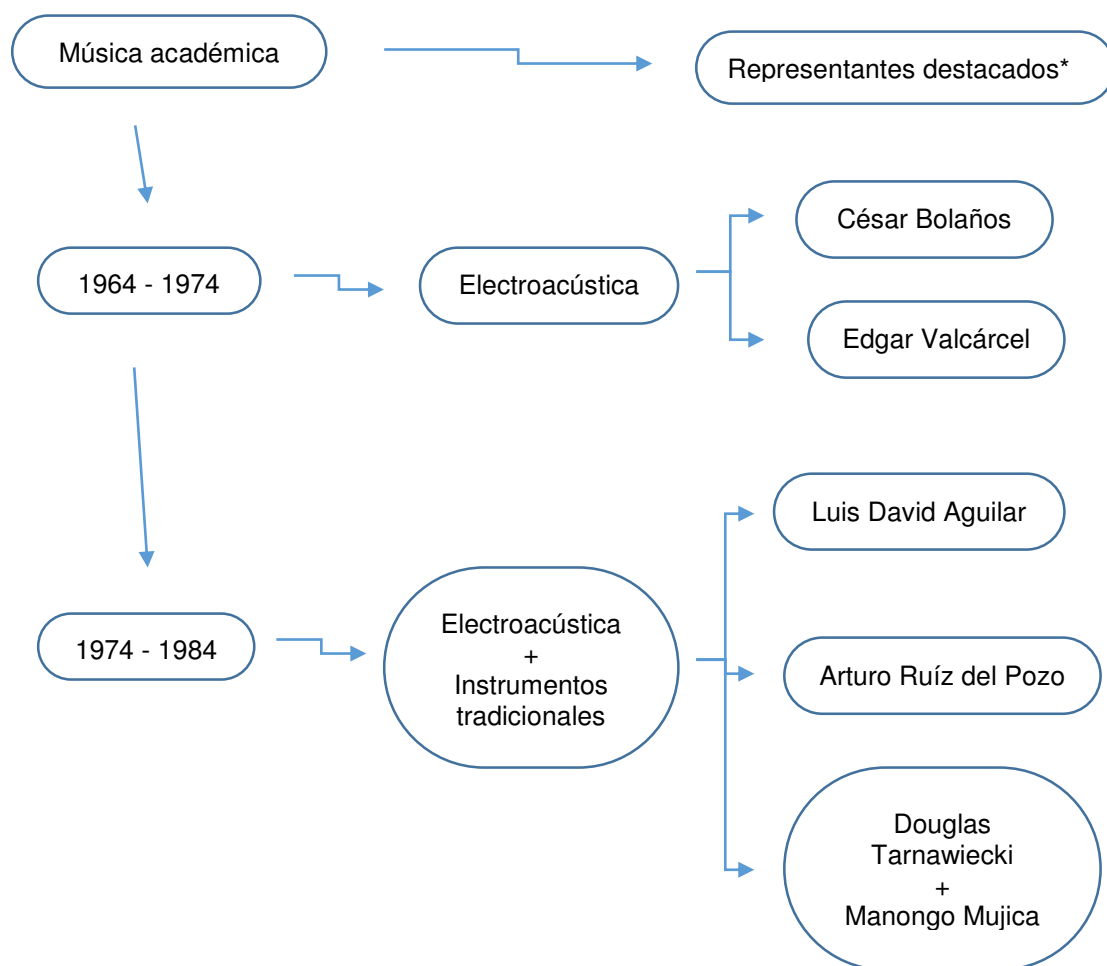 Música académica
Representantes destacados*
César Bolaños
1964 - 1974
Electroacústica
Edgar Valcárcel
Luis David Aguilar
1974 - 1984
Electroacústica
+
Instrumentos
tradicionales
Arturo Ruíz del Pozo
Douglas
Tarnawiecki
+
Manongo Mujica